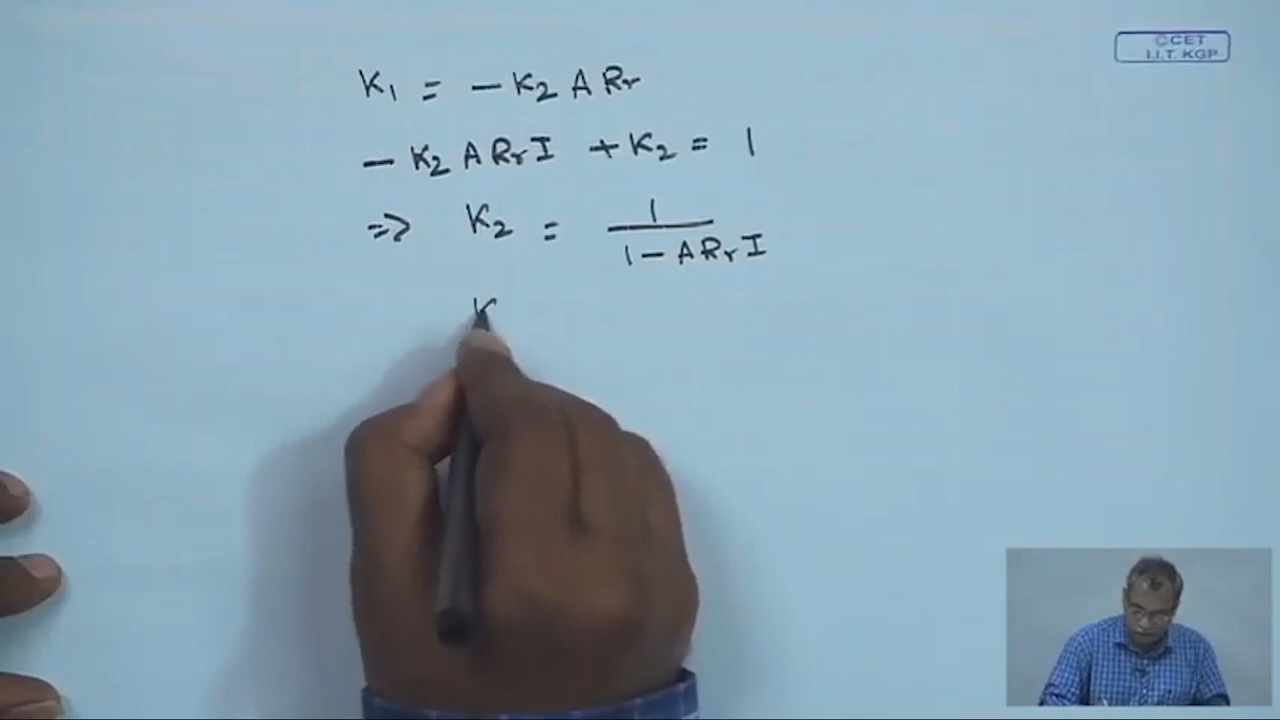 ©CET
I.I.T. KGP
K₁ = - K₂ A Rᵣ
- K₂ A Rᵣ I + K₂ = 1
=> K₂ = 1 / (1 - A Rᵣ I)
K